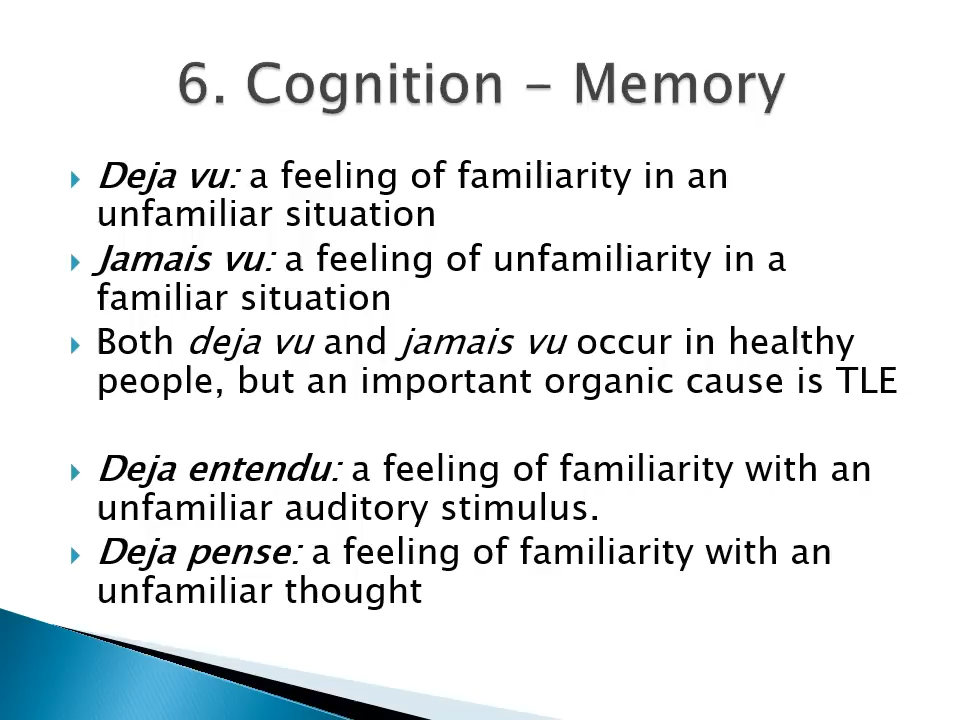 6. Cognition - Memory
Deja vu: a feeling of familiarity in an
unfamiliar situation
Jamais vu: a feeling of unfamiliarity in a
familiar situation
Both deja vu and jamais vu occur in healthy
people, but an important organic cause is TLE
Deja entendu: a feeling of familiarity with an
unfamiliar auditory stimulus.
Deja pense: a feeling of familiarity with an
unfamiliar thought